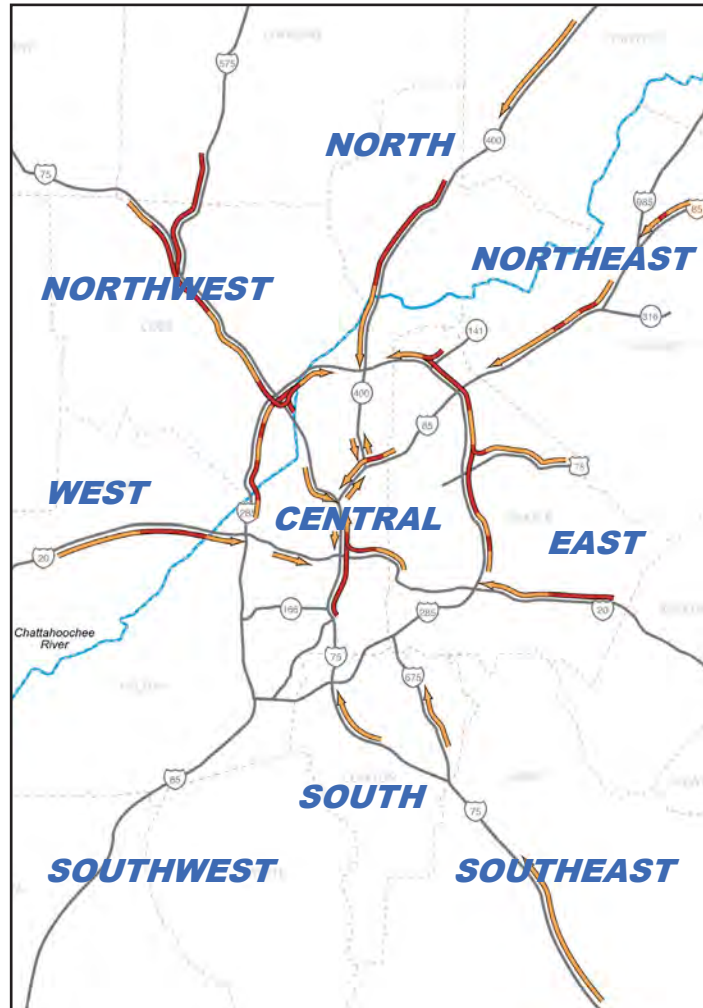 575
NORTH
400
75
985
85
NORTHEAST
NORTHWEST
316
141
400
85
78
WEST
285
CENTRAL
EAST
20
20
166
285
Chattahoochee
River
75
675
85
SOUTH
75
SOUTHWEST
SOUTHEAST